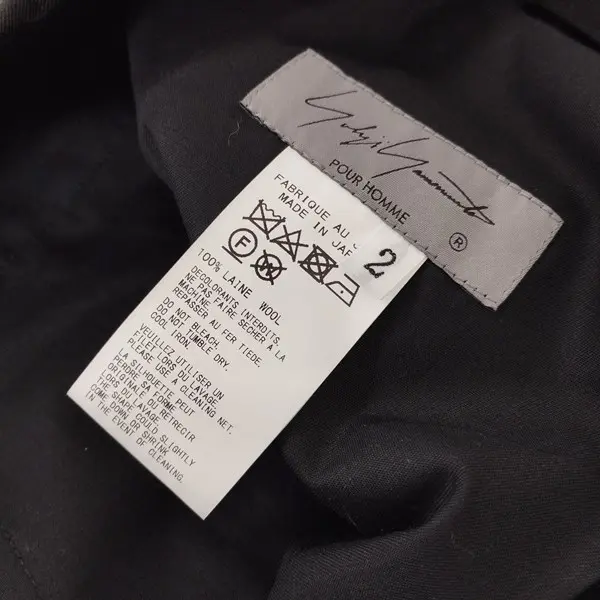 Yohji Yamamoto
POUR HOMME
®
FABRIQUE AU J
MADE IN JAP
2
F
W
100% LAINE WOOL
DECOLORANTS INTERDITS,
NE PAS FAIRE SECHER A LA
REPASSER AU FER TIEDE.
DO NOT BLEACH,
DO NOT TUMBLE DRY.
COOL IRON.
VEUILLEZ UTILISER UN
FILET LORS DU LAVAGE.
PLEASE USE A CLEANING NET.
LA SILHOUETTE PEUT
PERDRE SA FORME
ORIGINALE OU RETRECIR
LORS DU LAVAGE.
THE SHAPE COULD SLIGHTLY
COME DOWN OR SHRINK
IN THE EVENT OF CLEANING.